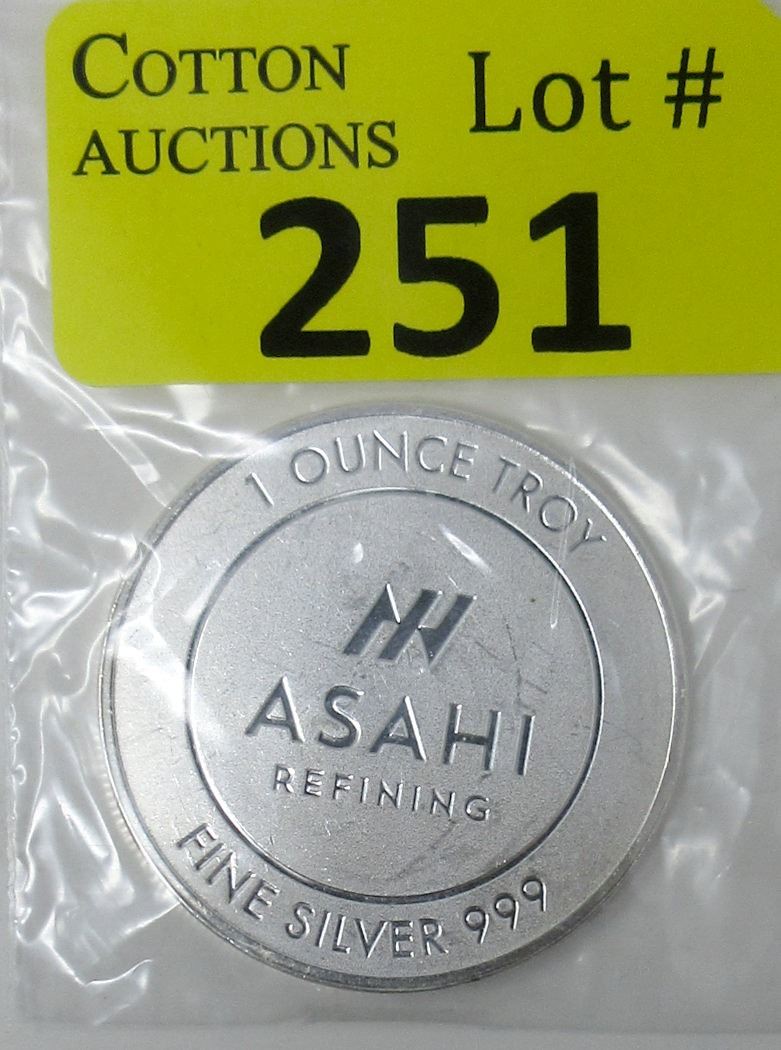 COTTON
AUCTIONS
Lot #
251
1 OUNCE TROY
ASAHI
REFINING
FINE SILVER 999